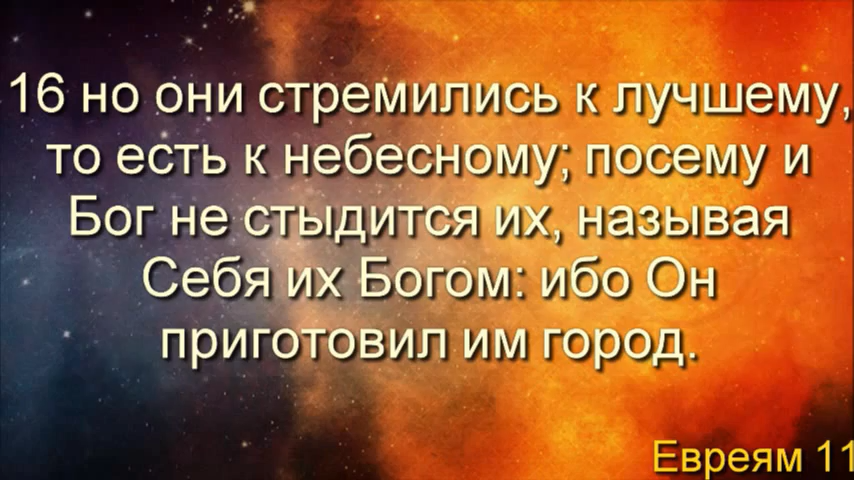 16 но они стремились к лучшему,
то есть к небесному; посему и
Бог не стыдится их, называя
Себя их Богом: ибо Он
приготовил им город.
Евреям 11